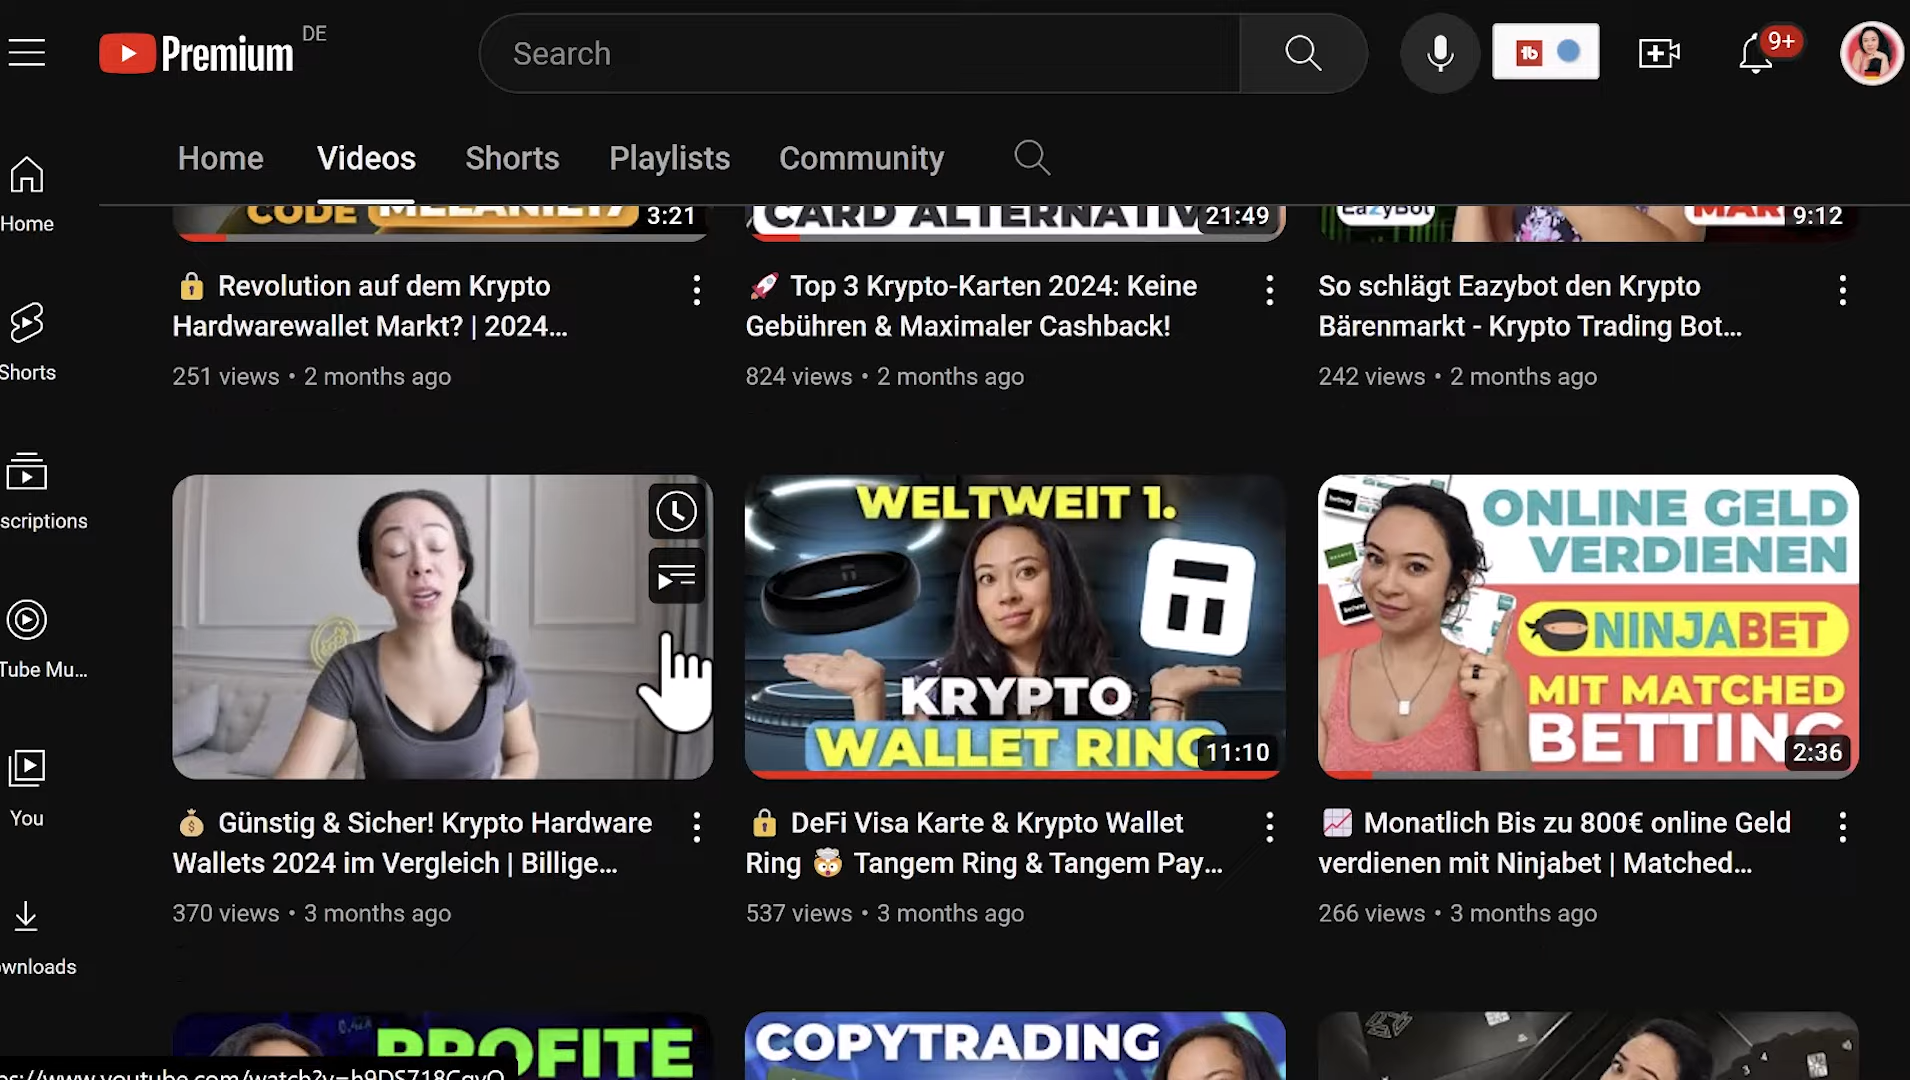 Premium DE
Search
9+
Home Videos Shorts Playlists Community
CODE MELANIE17 3:21
CARD ALTERNATIV 21:49
EazyBot 9:12
🔒 Revolution auf dem Krypto
Hardwarewallet Markt? | 2024...
251 views • 2 months ago
🚀 Top 3 Krypto-Karten 2024: Keine
Gebühren & Maximaler Cashback!
824 views • 2 months ago
So schlägt Eazybot den Krypto
Bärenmarkt - Krypto Trading Bot...
242 views • 2 months ago
Home
Shorts
scriptions
Tube Mu...
You
wnloads
WELTWEIT 1.
KRYPTO
WALLET RING
11:10
ONLINE GELD
VERDIENEN
NINJABET
MIT MATCHED
BETTING
2:36
💰 Günstig & Sicher! Krypto Hardware
Wallets 2024 im Vergleich | Billige...
370 views • 3 months ago
🔒 DeFi Visa Karte & Krypto Wallet
Ring 🤯 Tangem Ring & Tangem Pay...
537 views • 3 months ago
📈 Monatlich Bis zu 800€ online Geld
verdienen mit Ninjabet | Matched...
266 views • 3 months ago
PROFITE
COPYTRADING